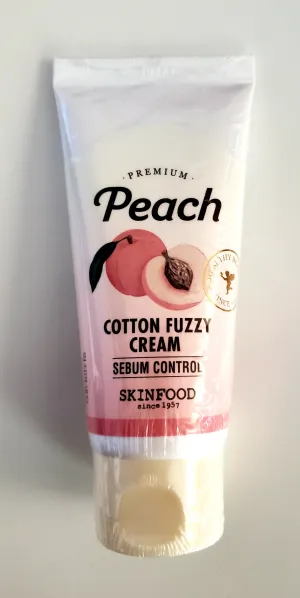 · PREMIUM ·
Peach
COTTON FUZZY
CREAM
SEBUM CONTROL
SKINFOOD
since 1957